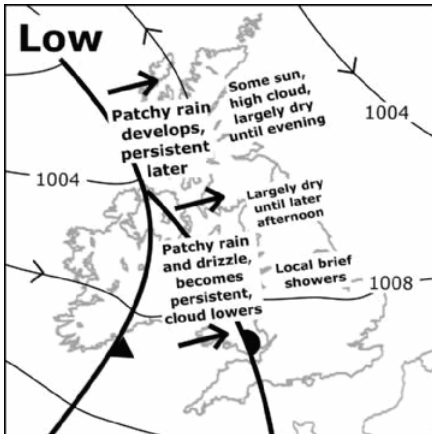 Low
Patchy rain
develops,
persistent
later
Some sun,
high cloud,
largely dry
until evening
1004
1004
Largely dry
until later
afternoon
Patchy rain
and drizzle,
becomes
persistent,
cloud lowers
Local brief
showers
1008